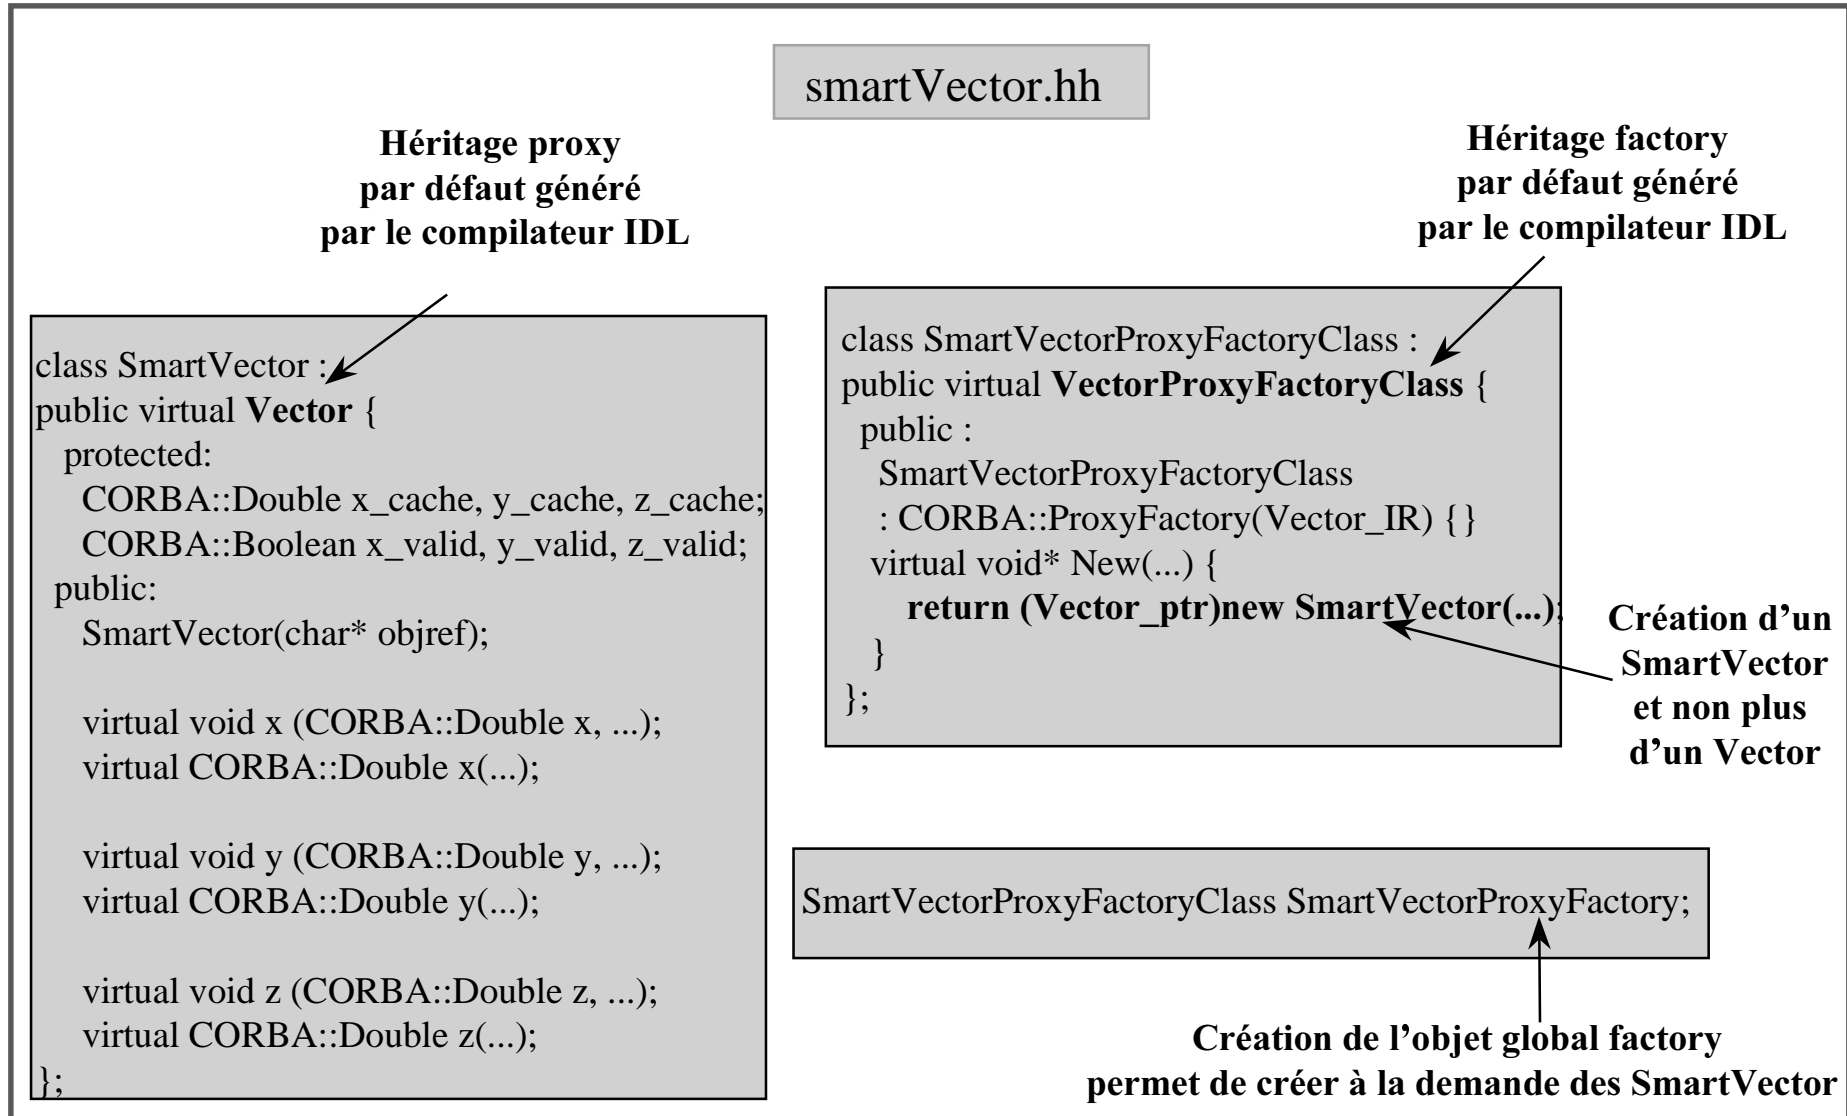 smartVector.hh
Héritage proxy
par défaut généré
par le compilateur IDL
class SmartVector :
public virtual Vector {
protected:
CORBA::Double x_cache, y_cache, z_cache;
CORBA::Boolean x_valid, y_valid, z_valid;
public:
SmartVector(char* objref);
virtual void x (CORBA::Double x, ...);
virtual CORBA::Double x(...);
virtual void y (CORBA::Double y, ...);
virtual CORBA::Double y(...);
virtual void z (CORBA::Double z, ...);
virtual CORBA::Double z(...);
};
Héritage factory
par défaut généré
par le compilateur IDL
class SmartVectorProxyFactoryClass :
public virtual VectorProxyFactoryClass {
public :
SmartVectorProxyFactoryClass
: CORBA::ProxyFactory(Vector_IR) {}
virtual void* New(...) {
return (Vector_ptr)new SmartVector(...);
}
};
Création d’un
SmartVector
et non plus
d’un Vector
SmartVectorProxyFactoryClass SmartVectorProxyFactory;
Création de l’objet global factory
permet de créer à la demande des SmartVector